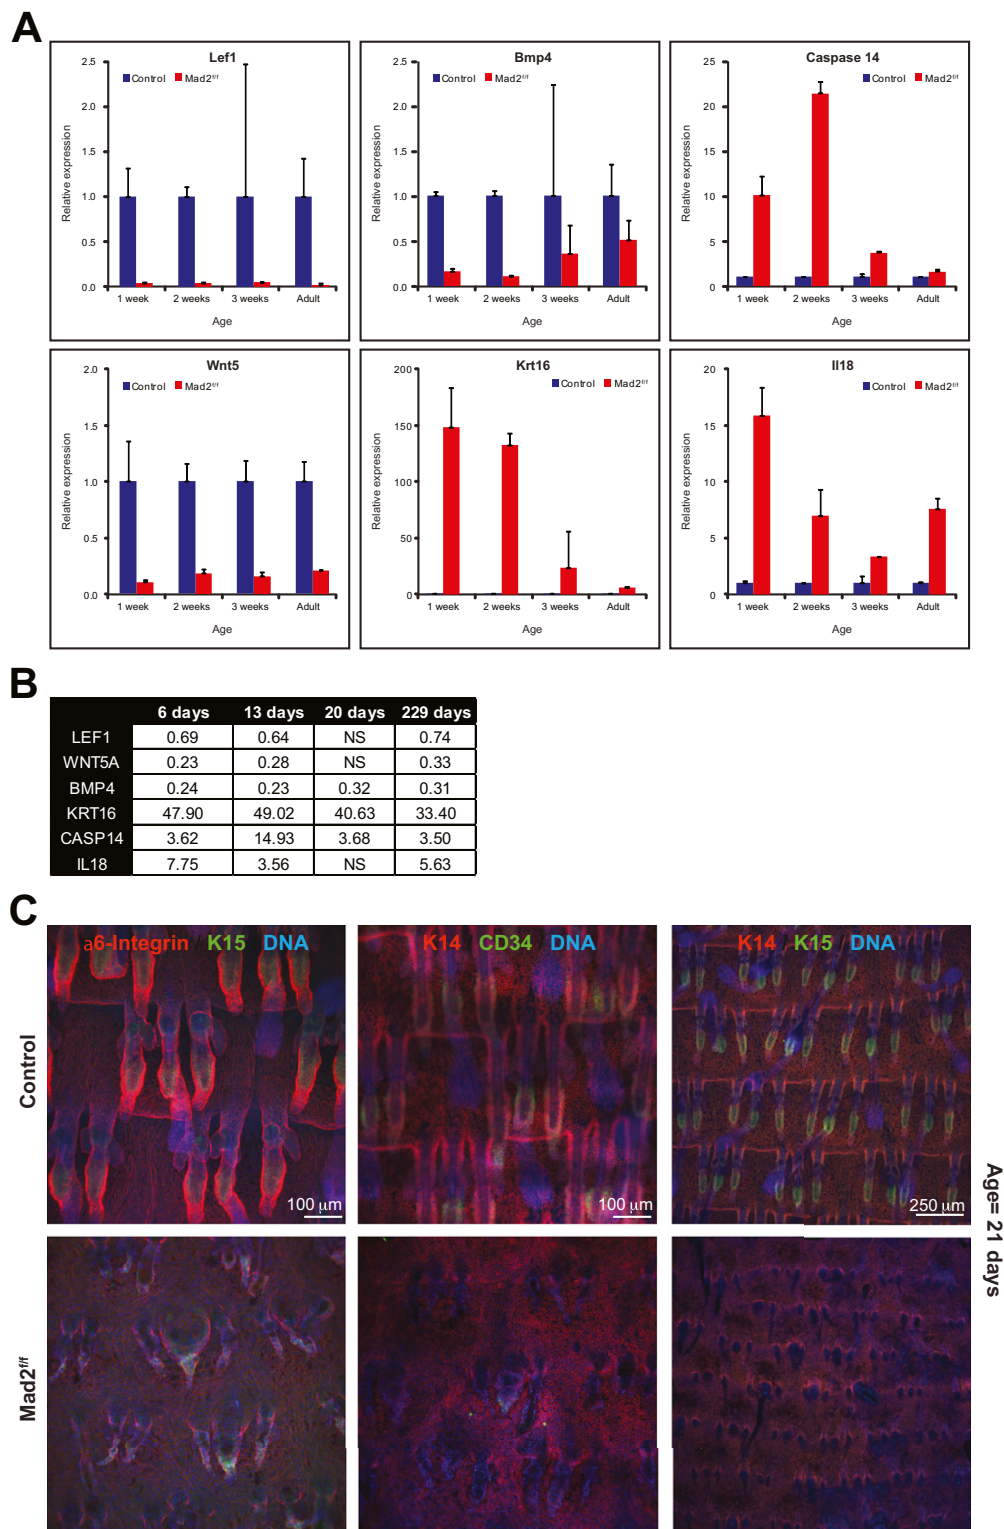 A
Lef1
Control Mad2f/f
Relative expression
2.5
2.0
1.5
1.0
0.5
0.0
1 week 2 weeks 3 weeks Adult
Age
Bmp4
Control Mad2f/f
Relative expression
2.5
2.0
1.5
1.0
0.5
0.0
1 week 2 weeks 3 weeks Adult
Age
Caspase 14
Control Mad2f/f
Relative expression
25
20
15
10
5
0
1 week 2 weeks 3 weeks Adult
Age
Wnt5
Control Mad2f/f
Relative expression
2.0
1.5
1.0
0.5
0.0
1 week 2 weeks 3 weeks Adult
Age
Krt16
Control Mad2f/f
Relative expression
200
150
100
50
0
1 week 2 weeks 3 weeks Adult
Age
Il18
Control Mad2f/f
Relative expression
20
15
10
5
0
1 week 2 weeks 3 weeks Adult
Age
B
6 days 13 days 20 days 229 days
LEF1 0.69 0.64 NS 0.74
WNT5A 0.23 0.28 NS 0.33
BMP4 0.24 0.23 0.32 0.31
KRT16 47.90 49.02 40.63 33.40
CASP14 3.62 14.93 3.68 3.50
IL18 7.75 3.56 NS 5.63
C
Control
a6-Integrin K15 DNA
100 μm
K14 CD34 DNA
100 μm
K14 K15 DNA
250 μm
Mad2f/f
Age= 21 days